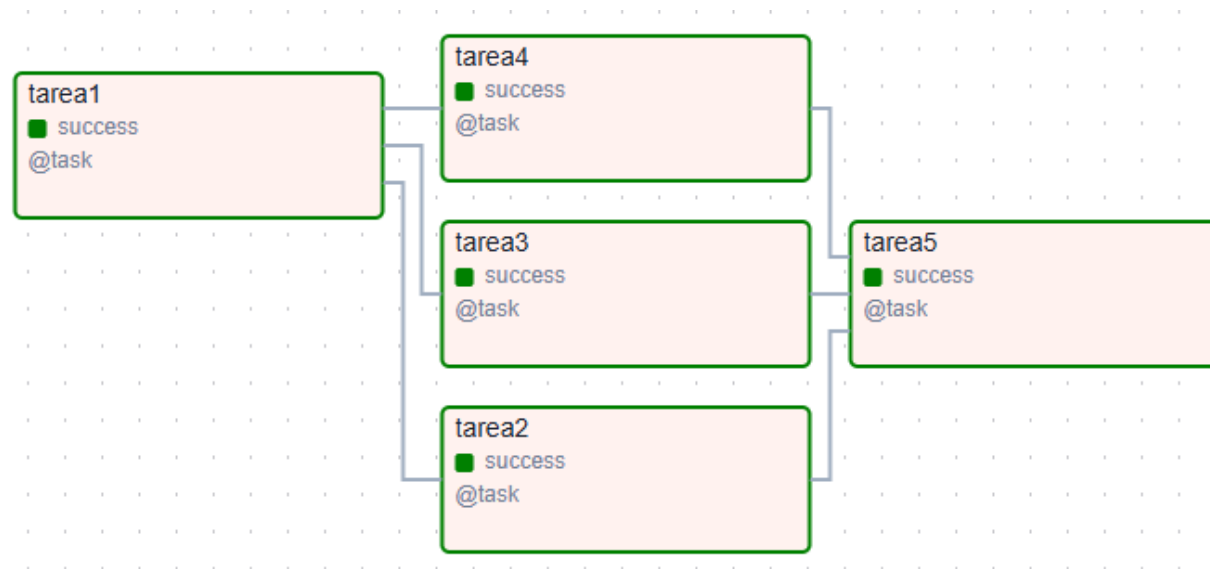 tarea1
success
@task
tarea4
success
@task
tarea3
success
@task
tarea2
success
@task
tarea5
success
@task